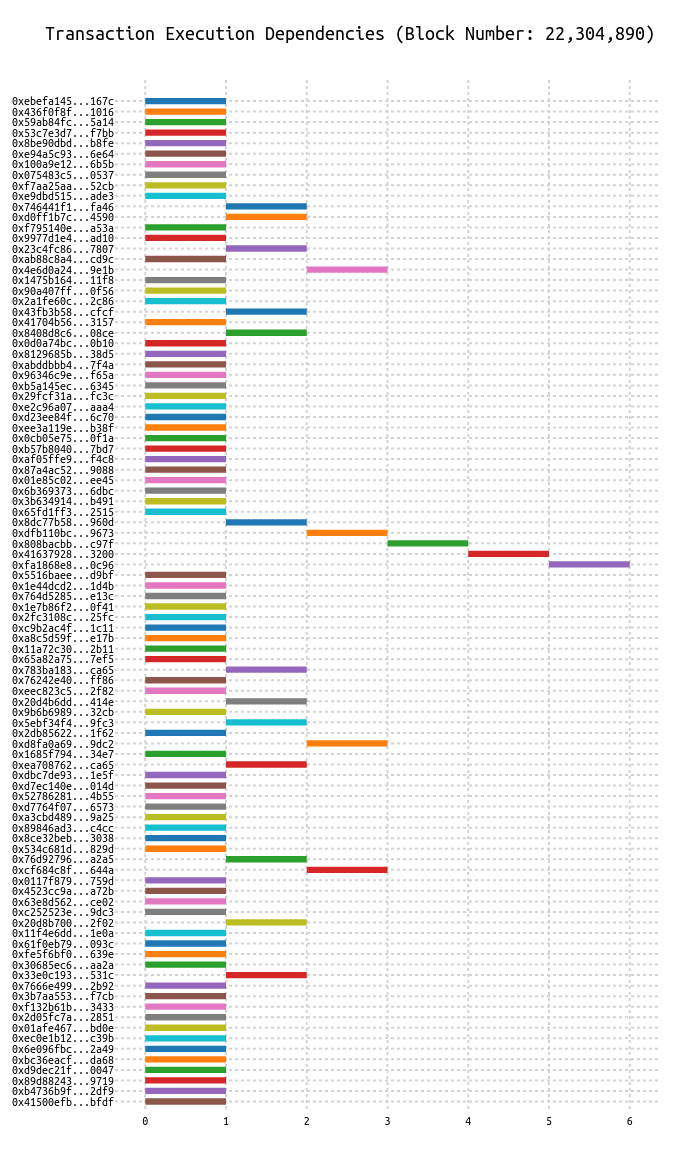 Transaction Execution Dependencies (Block Number: 22,304,890)
0xebefa145...167c
0x436f0f8f...1016
0x59ab84fc...5a14
0x53c7e3d7...f7bb
0x8be90dbd...b8fe
0xe94a5c93...6e64
0x100a9e12...6b5b
0x075483c5...0537
0xf7aa25aa...52cb
0xe9dbd515...ade3
0x746441f1...fa46
0xd0ff1b7c...4590
0xf795140e...a53a
0x9977d1e4...ad10
0x23c4fc86...7807
0xab88c8a4...cd9c
0x4e6d0a24...9e1b
0x1475b164...11f8
0x90a407ff...0f56
0x2a1fe60c...2c86
0x43fb3b58...cfcf
0x41704b56...3157
0x8408d8c6...08ce
0x0d0a74bc...0b10
0x8129685b...38d5
0xabddbbb4...7f4a
0x96346c9e...f65a
0xb5a145ec...6345
0x29fcf31a...fc3c
0xe2c96a07...aaa4
0xd23ee84f...6c70
0xee3a119e...b38f
0x0cb05e75...0f1a
0xb57b8040...7bd7
0xaf05ffe9...f4c8
0x87a4ac52...9088
0x01e85c02...ee45
0x6b369373...6dbc
0x3b634914...b491
0x65fd1ff3...2515
0x8dc77b58...960d
0xdfb110bc...9673
0x808bacbb...c97f
0x41637928...3200
0xfa1868e8...0c96
0x5516baee...d9bf
0x1e44dcd2...1d4b
0x764d5285...e13c
0x1e7b86f2...0f41
0x2fc3108c...25fc
0xc9b2ac4f...1c11
0xa8c5d59f...e17b
0x11a72c30...2b11
0x65a82a75...7ef5
0x783ba183...ca65
0x76242e40...ff86
0xeec823c5...2f82
0x20d4b6dd...414e
0x9b6b6989...32cb
0x5ebf34f4...9fc3
0x2db85622...1f62
0xd8fa0a69...9dc2
0x1685f794...34e7
0xea708762...ca65
0xdbc7de93...1e5f
0xd7ec140e...014d
0x52786281...4b55
0xd7764f07...6573
0xa3cbd489...9a25
0x89846ad3...c4cc
0x8ce32beb...3038
0x534c681d...829d
0x76d92796...a2a5
0xcf684c8f...644a
0x0117f879...759d
0x4523cc9a...a72b
0x63e8d562...ce02
0xc252523e...9dc3
0x20d8b700...2f02
0x11f4e6dd...1e0a
0x61f0eb79...093c
0xfe5f6bf0...639e
0x30685ec6...aa2a
0x33e0c193...531c
0x7666e499...2b92
0x3b7aa553...f7cb
0xf132b61b...3433
0x2d05fc7a...2851
0x01afe467...bd0e
0xec0e1b12...c39b
0x6e096fbc...2a49
0xbc36eacf...da68
0xd9dec21f...0047
0x89d88243...9719
0xb4736b9f...2df9
0x41500efb...bfdf
0 1 2 3 4 5 6